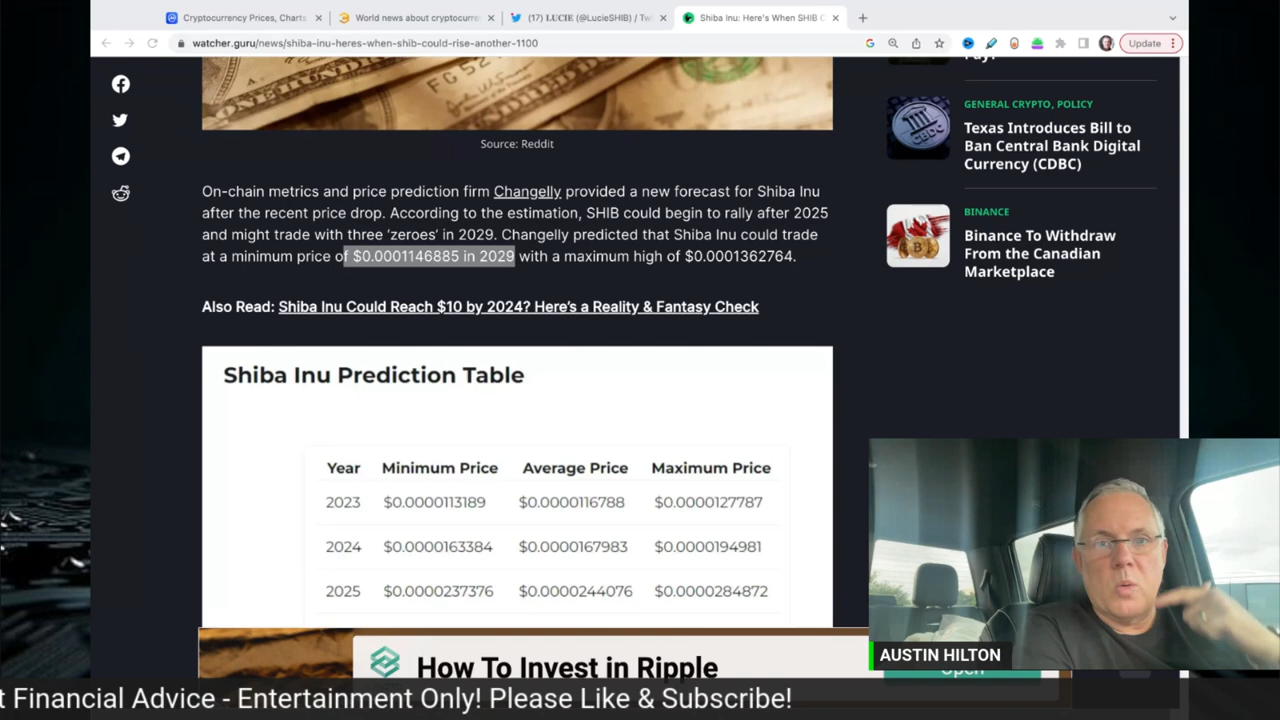 Cryptocurrency Prices, Charts
World news about cryptocurre
(17) LUCIE (@LucieSHIB) / Tw
Shiba Inu: Here's When SHIB C
watcher.guru/news/shiba-inu-heres-when-shib-could-rise-another-1100
Update
Source: Reddit
On-chain metrics and price prediction firm Changelly provided a new forecast for Shiba Inu
after the recent price drop. According to the estimation, SHIB could begin to rally after 2025
and might trade with three ‘zeroes’ in 2029. Changelly predicted that Shiba Inu could trade
at a minimum price of $0.0001146885 in 2029 with a maximum high of $0.0001362764.
Also Read: Shiba Inu Could Reach $10 by 2024? Here’s a Reality & Fantasy Check
Shiba Inu Prediction Table
Year Minimum Price Average Price Maximum Price
2023 $0.0000113189 $0.0000116788 $0.0000127787
2024 $0.0000163384 $0.0000167983 $0.0000194981
2025 $0.0000237376 $0.0000244076 $0.0000284872
Pay?
GENERAL CRYPTO, POLICY
Texas Introduces Bill to
Ban Central Bank Digital
Currency (CDBC)
CBDC
BINANCE
Binance To Withdraw
From the Canadian
Marketplace
How To Invest in Ripple
Open
AUSTIN HILTON
t Financial Advice - Entertainment Only! Please Like & Subscribe!